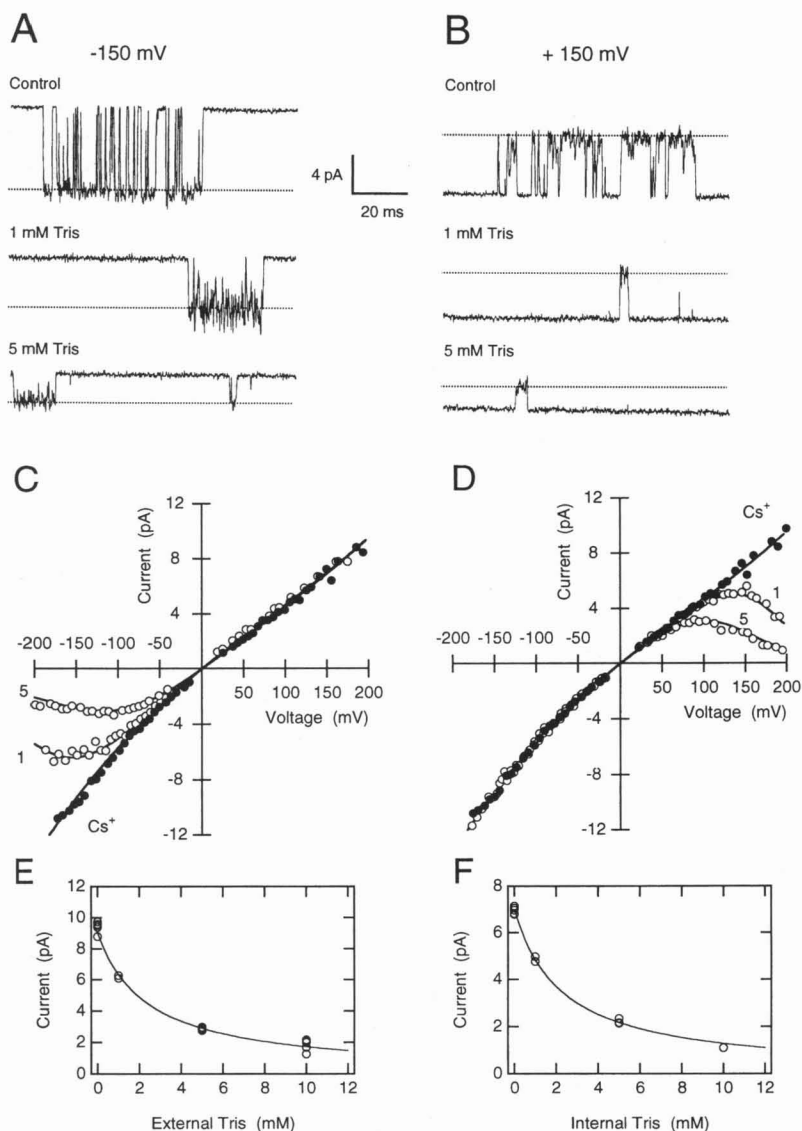 A
-150 mV
Control
1 mM Tris
5 mM Tris
4 pA
20 ms
B
+ 150 mV
Control
1 mM Tris
5 mM Tris
C
12
8
4
-4
-8
-12
Current (pA)
-200 -150 -100 -50
50 100 150 200
Voltage (mV)
5
1
Cs+
D
12
8
4
-4
-8
-12
Current (pA)
-200 -150 -100 -50
50 100 150 200
Voltage (mV)
Cs+
1
5
E
12
10
8
6
4
2
0
Current (pA)
0 2 4 6 8 10 12
External Tris (mM)
F
8
6
4
2
0
Current (pA)
0 2 4 6 8 10 12
Internal Tris (mM)